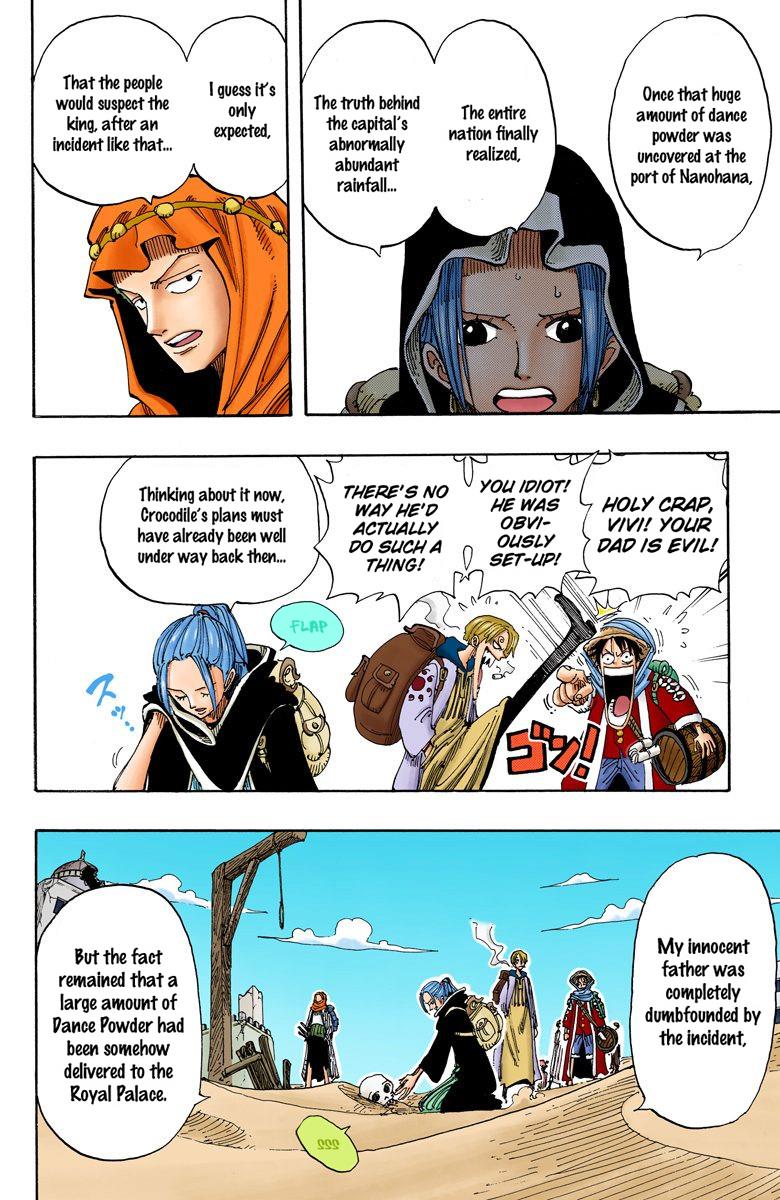 Once that huge
amount of dance
powder was
uncovered at the
port of Nanohana,
The entire
nation finally
realized,
The truth behind
the capital's
abnormally
abundant
rainfall...
I guess it's
only
expected,
That the people
would suspect the
king, after an
incident like that...
HOLY CRAP,
VIVI! YOUR
DAD IS EVIL!
ゴン!
YOU IDIOT!
HE WAS
OBVI-
OUSLY
SET-UP!
THERE'S NO
WAY HE'D
ACTUALLY
DO SUCH A
THING!
Thinking about it now,
Crocodile's plans must
have already been well
under way back then...
FLAP
スッ...
My innocent
father was
completely
dumbfounded by
the incident,
But the fact
remained that a
large amount of
Dance Powder had
been somehow
delivered to the
Royal Palace.